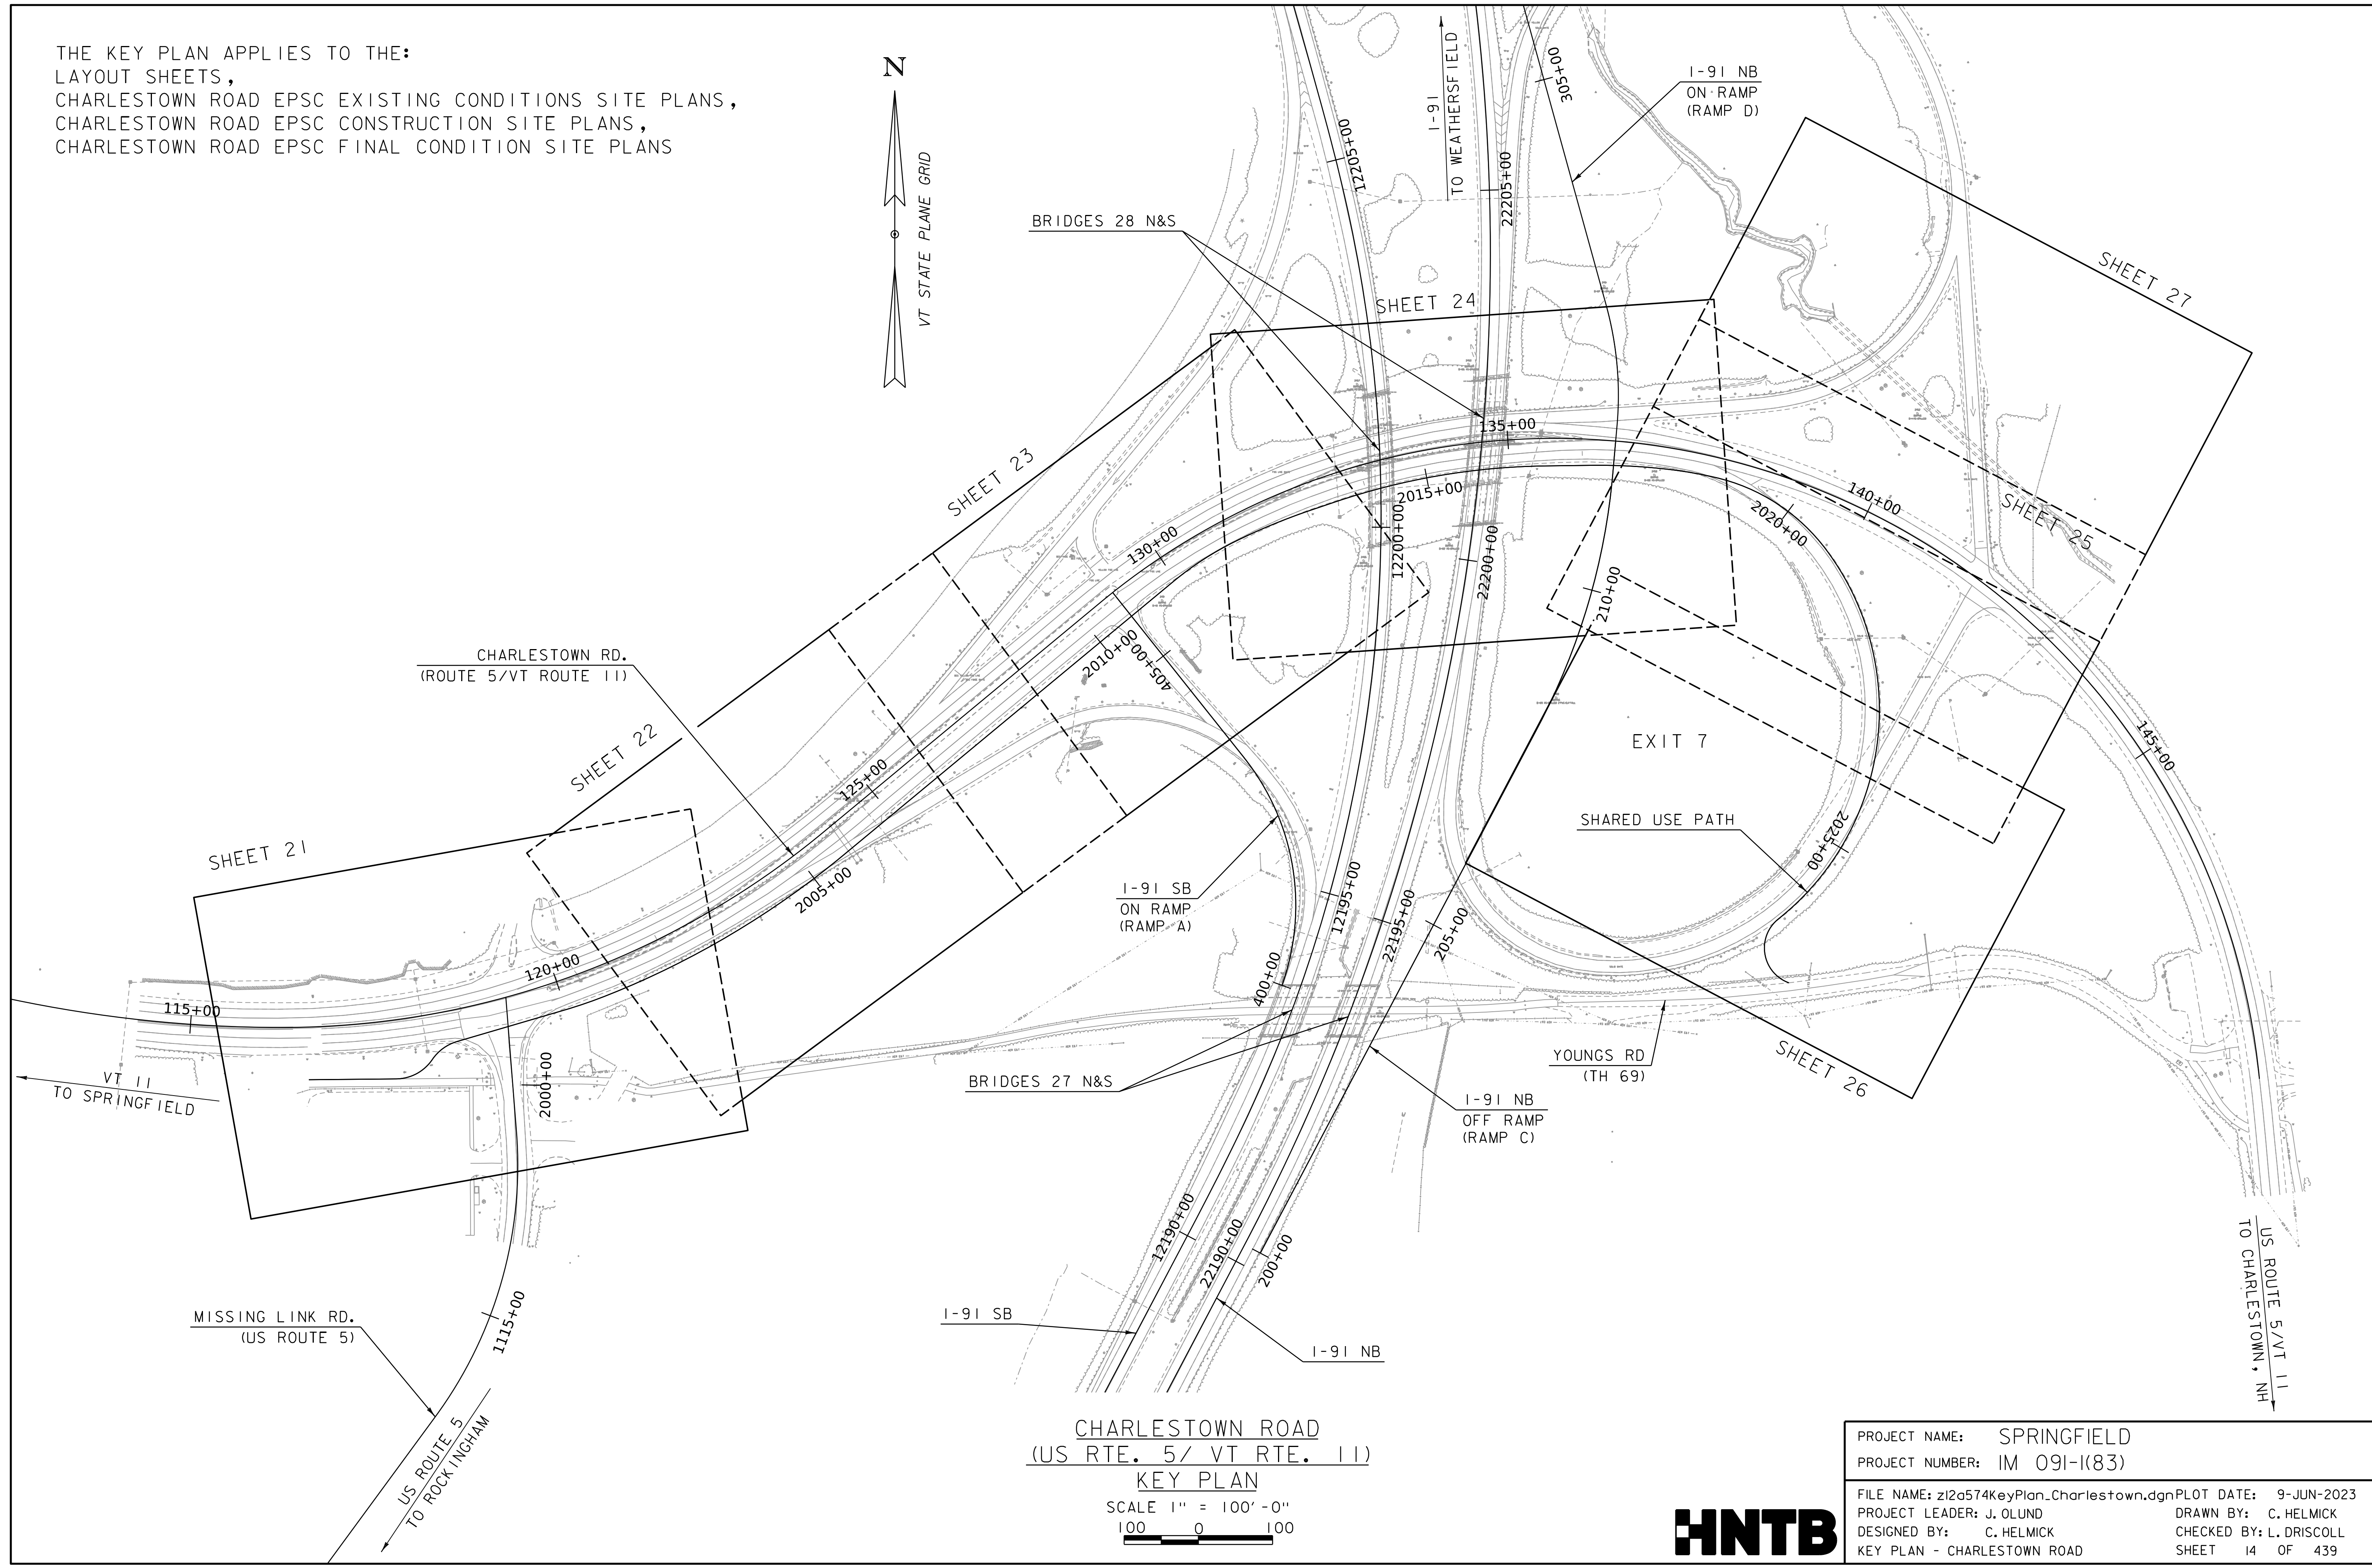 THE KEY PLAN APPLIES TO THE:
LAYOUT SHEETS,
CHARLESTOWN ROAD EPSC EXISTING CONDITIONS SITE PLANS,
CHARLESTOWN ROAD EPSC CONSTRUCTION SITE PLANS,
CHARLESTOWN ROAD EPSC FINAL CONDITION SITE PLANS
N
VT STATE PLANE GRID
I-91
TO WEATHERSFIELD
305+00
I-91 NB
ON RAMP
(RAMP D)
12205+00
22205+00
BRIDGES 28 N&S
SHEET 24
SHEET 27
SHEET 23
135+00
2015+00
140+00
2020+00
SHEET 25
130+00
12200+00
22200+00
210+00
2010+00
405+00
CHARLESTOWN RD.
(ROUTE 5/VT ROUTE 11)
SHEET 22
125+00
EXIT 7
145+00
SHARED USE PATH
2025+00
SHEET 21
2005+00
I-91 SB
ON RAMP
(RAMP A)
12195+00
22195+00
205+00
120+00
400+00
115+00
VT 11
TO SPRINGFIELD
2000+00
BRIDGES 27 N&S
YOUNGS RD
(TH 69)
SHEET 26
I-91 NB
OFF RAMP
(RAMP C)
12190+00
22190+00
200+00
US ROUTE 5/VT 11
TO CHARLESTOWN, NH
MISSING LINK RD.
(US ROUTE 5)
1115+00
I-91 SB
I-91 NB
US ROUTE 5
TO ROCKINGHAM
CHARLESTOWN ROAD
(US RTE. 5/ VT RTE. 11)
KEY PLAN
SCALE 1" = 100'-0"
100 0 100
HNTB
PROJECT NAME: SPRINGFIELD
PROJECT NUMBER: IM 091-1(83)
FILE NAME: z12a574KeyPlan_Charlestown.dgn PLOT DATE: 9-JUN-2023
PROJECT LEADER: J. OLUND DRAWN BY: C. HELMICK
DESIGNED BY: C. HELMICK CHECKED BY: L. DRISCOLL
KEY PLAN - CHARLESTOWN ROAD SHEET 14 OF 439